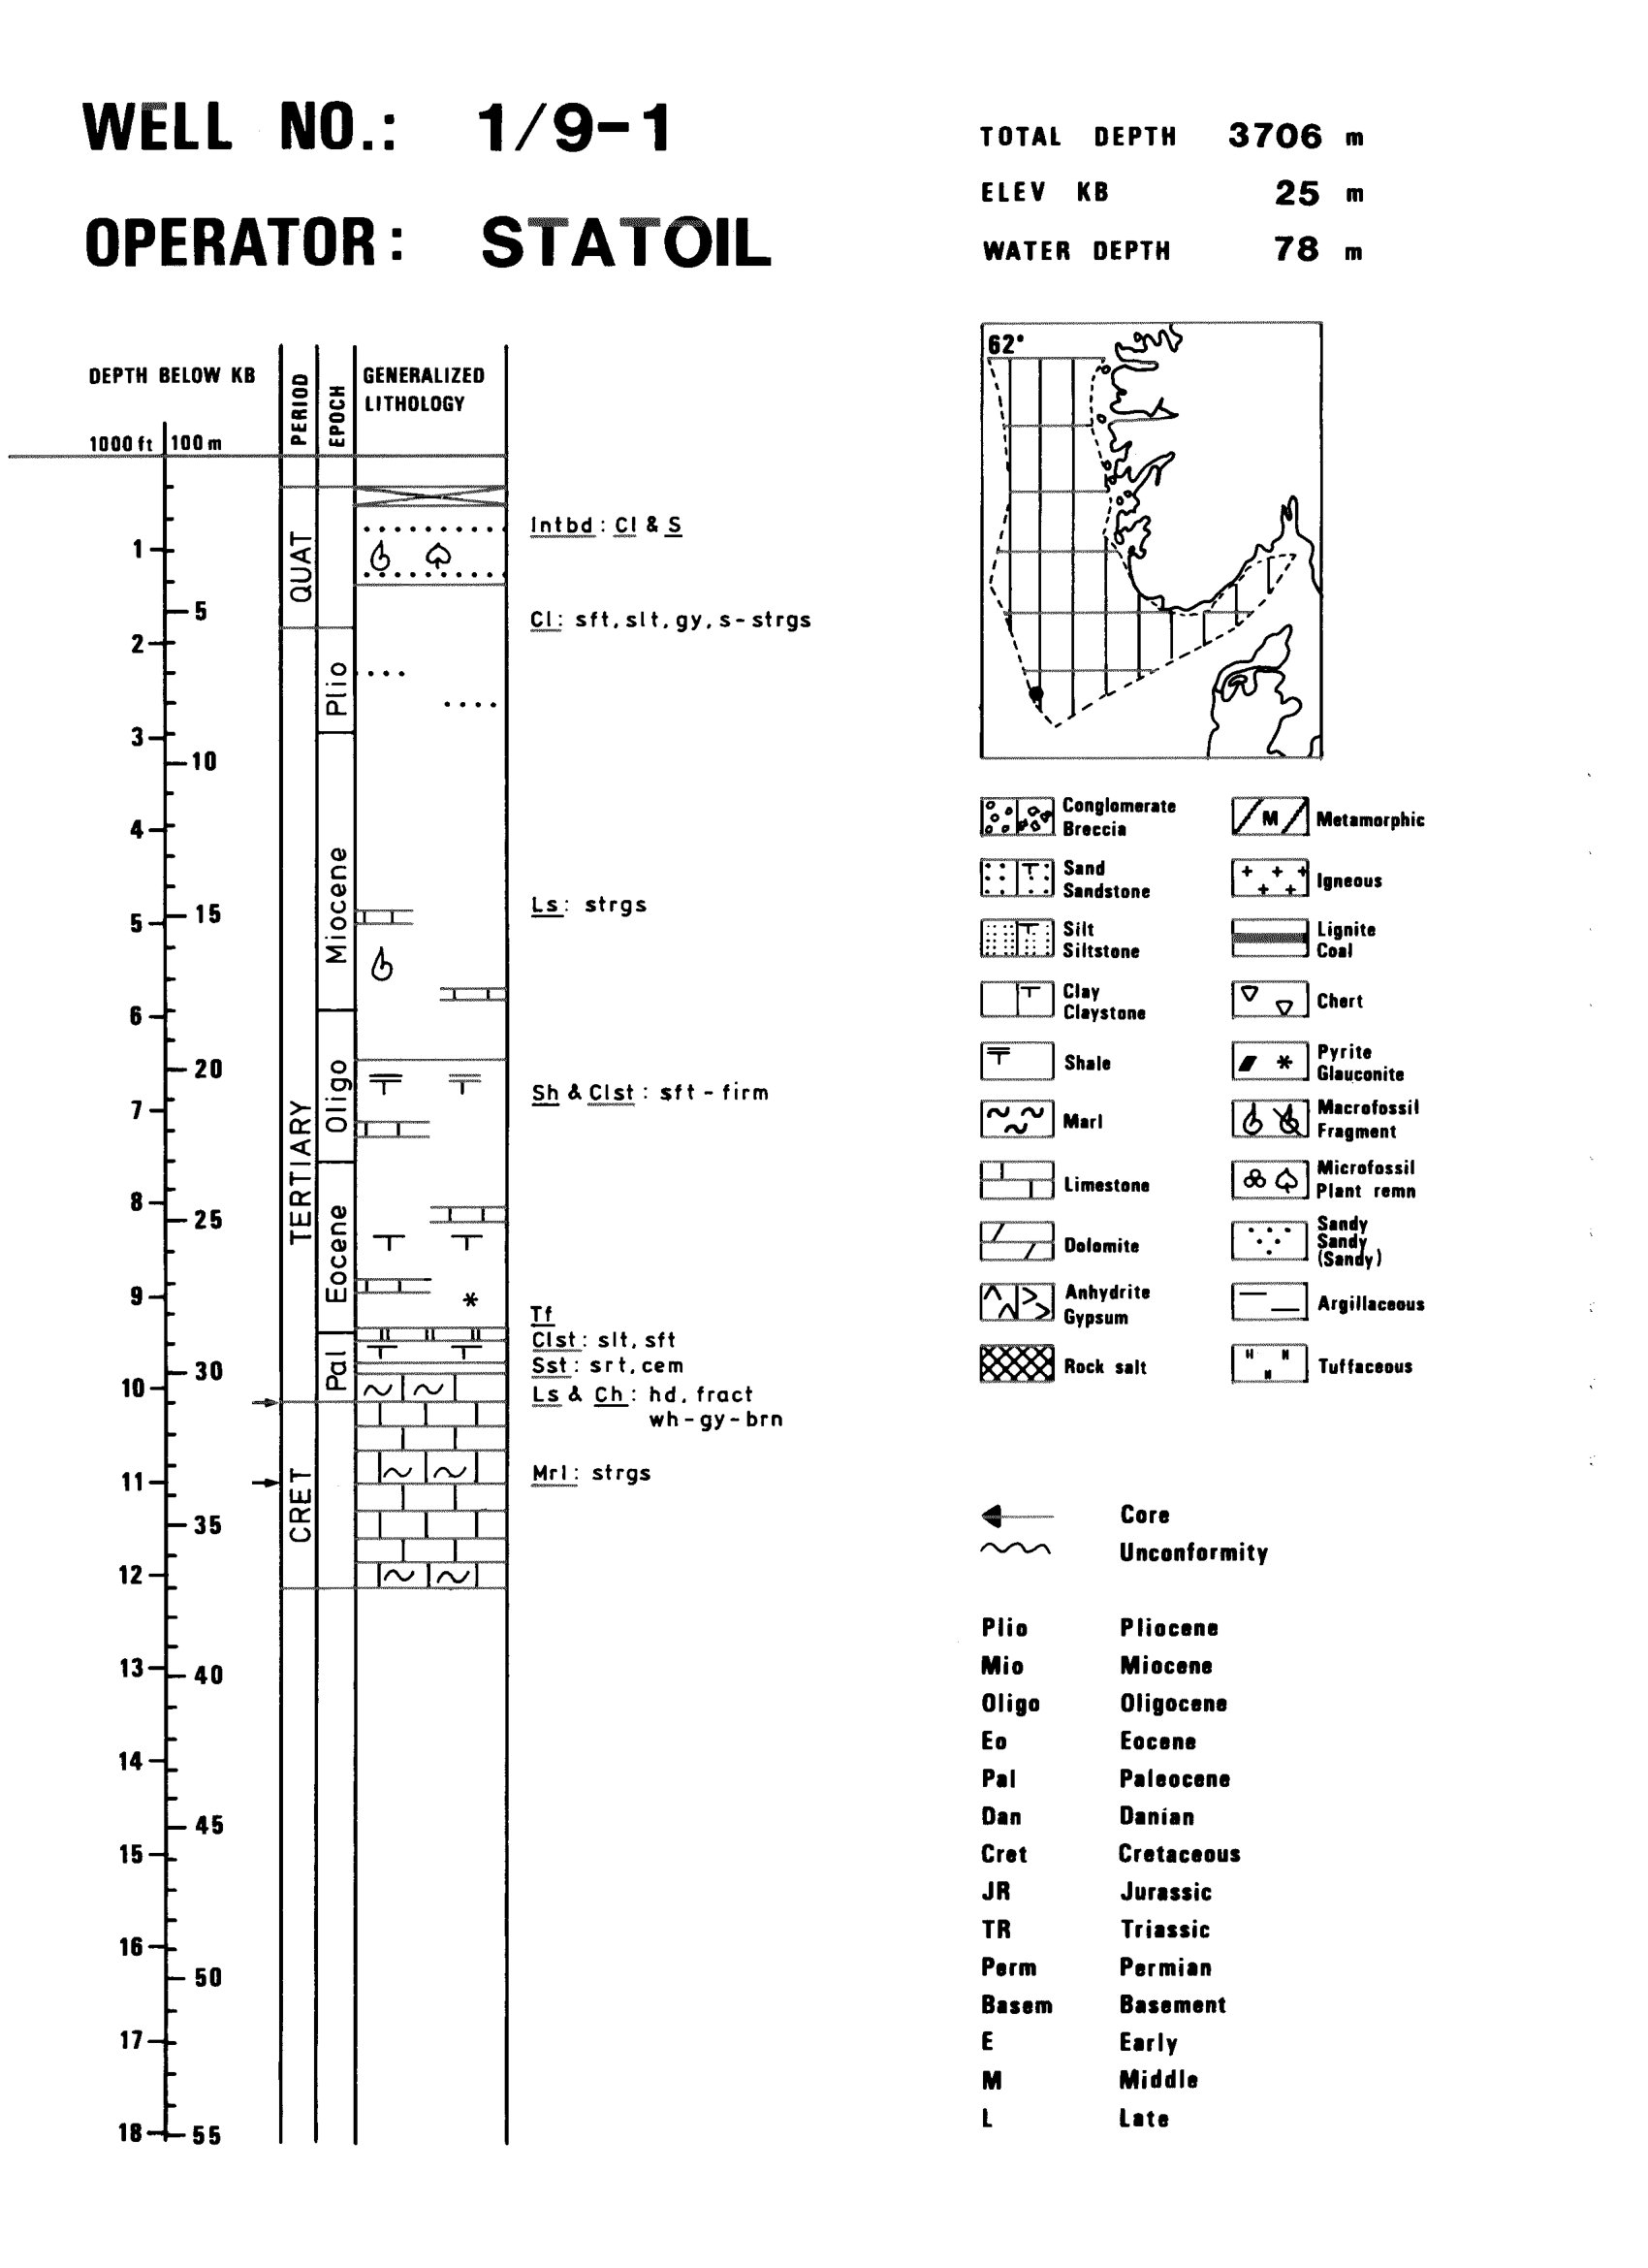 WELL NO.: 1/9-1
OPERATOR: STATOIL
TOTAL DEPTH 3706 m
ELEV KB 25 m
WATER DEPTH 78 m
DEPTH BELOW KB
1000 ft 100 m
PERIOD
EPOCH
GENERALIZED
LITHOLOGY
1
5
2
3
10
4
15
5
6
20
7
8
25
9
30
10
11
35
12
13
40
14
45
15
16
50
17
18
55
QUAT
TERTIARY
CRET
Plio
Miocene
Oligo
Eocene
Pal
Intbd: Cl & S
Cl: sft, slt, gy, s-strgs
Ls: strgs
Sh & Clst: sft - firm
Tf
Clst: slt, sft
Sst: srt, cem
Ls & Ch: hd, fract
wh-gy-brn
Mrl: strgs
62°
Conglomerate
Breccia
Sand
Sandstone
Silt
Siltstone
Clay
Claystone
Shale
Marl
Limestone
Dolomite
Anhydrite
Gypsum
Rock salt
M
Metamorphic
Igneous
Lignite
Coal
Chert
Pyrite
Glauconite
Macrofossil
Fragment
Microfossil
Plant remn
Sandy
Sandy
(Sandy)
Argillaceous
Tuffaceous
Core
Unconformity
Plio Pliocene
Mio Miocene
Oligo Oligocene
Eo Eocene
Pal Paleocene
Dan Danian
Cret Cretaceous
JR Jurassic
TR Triassic
Perm Permian
Basem Basement
E Early
M Middle
L Late